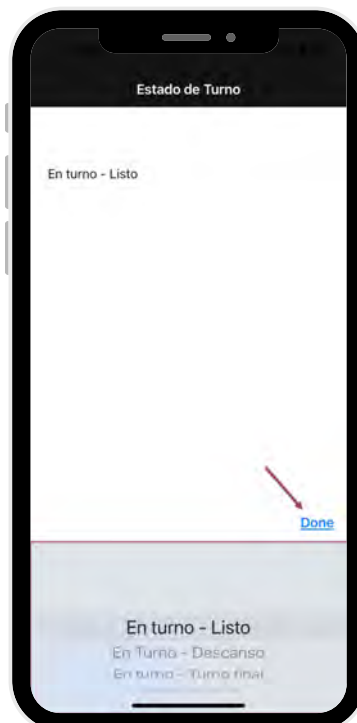 Estado de Turno
En turno - Listo
Done
En turno - Listo
En Turno - Descanso
En turno - Turno final